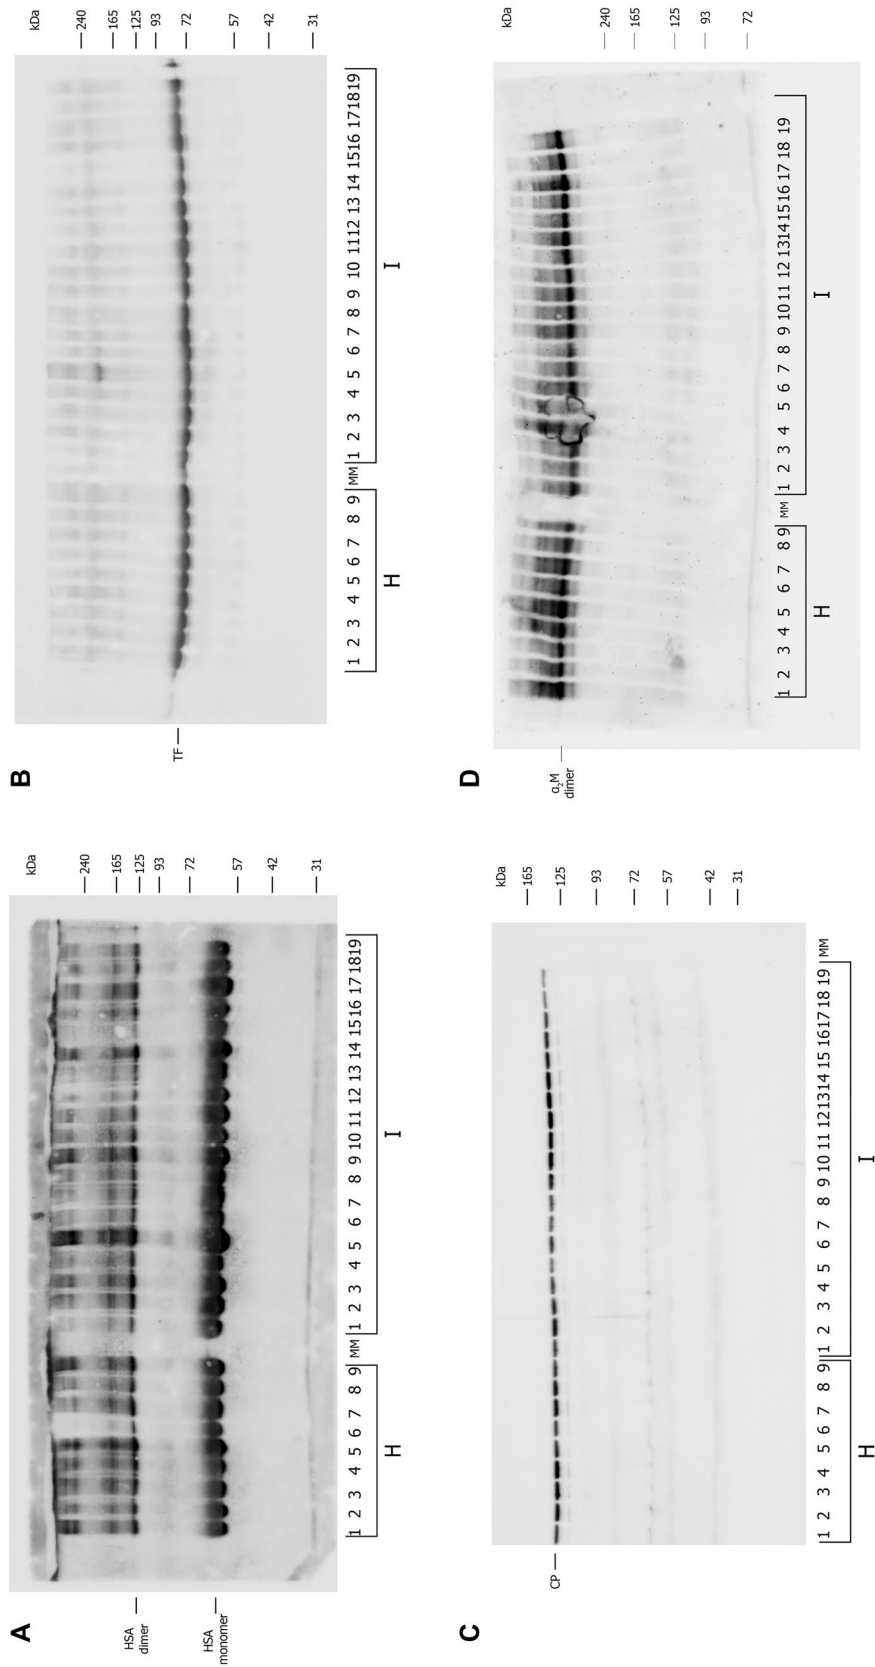 A
kDa
240
165
125
93
72
57
42
31
HSA
dimer
HSA
monomer
1 2 3 4 5 6 7 8 9 MM 1 2 3 4 5 6 7 8 9 10 11 12 13 14 15 16 17 18 19
H I
B
kDa
240
165
125
93
72
57
42
31
TF
1 2 3 4 5 6 7 8 9 MM 1 2 3 4 5 6 7 8 9 10 11 12 13 14 15 16 17 18 19
H I
C
kDa
165
125
93
72
57
42
31
CP
1 2 3 4 5 6 7 8 9 1 2 3 4 5 6 7 8 9 10 11 12 13 14 15 16 17 18 19 MM
H I
D
kDa
240
165
125
93
72
α₂M
dimer
1 2 3 4 5 6 7 8 9 MM 1 2 3 4 5 6 7 8 9 10 11 12 13 14 15 16 17 18 19
H I